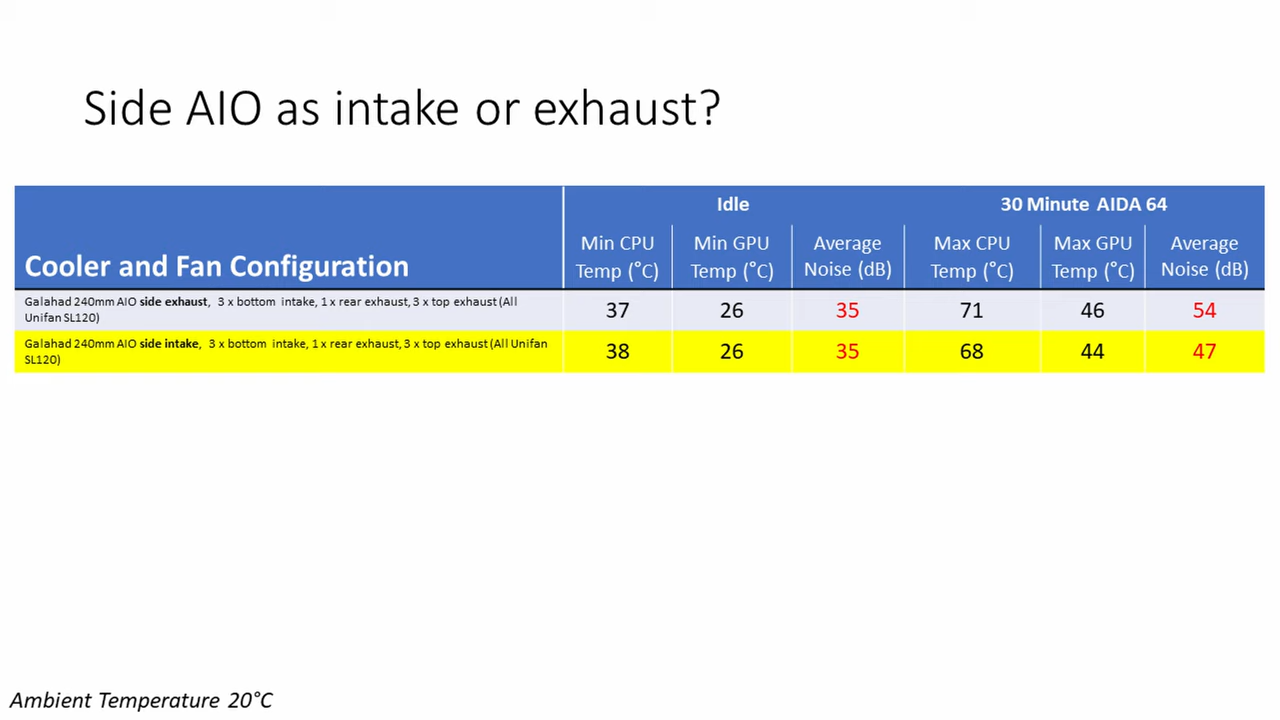 Side AIO as intake or exhaust?
Idle
30 Minute AIDA 64
Cooler and Fan Configuration
Min CPU
Temp (°C)
Min GPU
Temp (°C)
Average
Noise (dB)
Max CPU
Temp (°C)
Max GPU
Temp (°C)
Average
Noise (dB)
Galahad 240mm AIO side exhaust, 3 x bottom intake, 1 x rear exhaust, 3 x top exhaust (All
Unifan SL120)
37
26
35
71
46
54
Galahad 240mm AIO side intake, 3 x bottom intake, 1 x rear exhaust, 3 x top exhaust (All Unifan
SL120)
38
26
35
68
44
47
Ambient Temperature 20°C